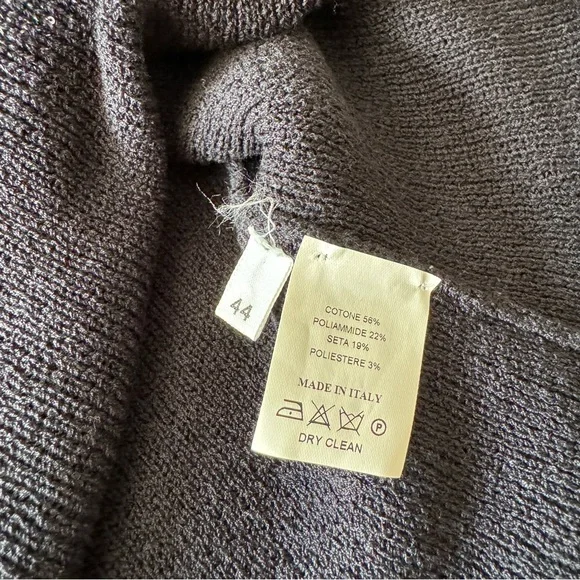 44
COTONE 56%
POLIAMMIDE 22%
SETA 19%
POLIESTERE 3%
MADE IN ITALY
P
DRY CLEAN